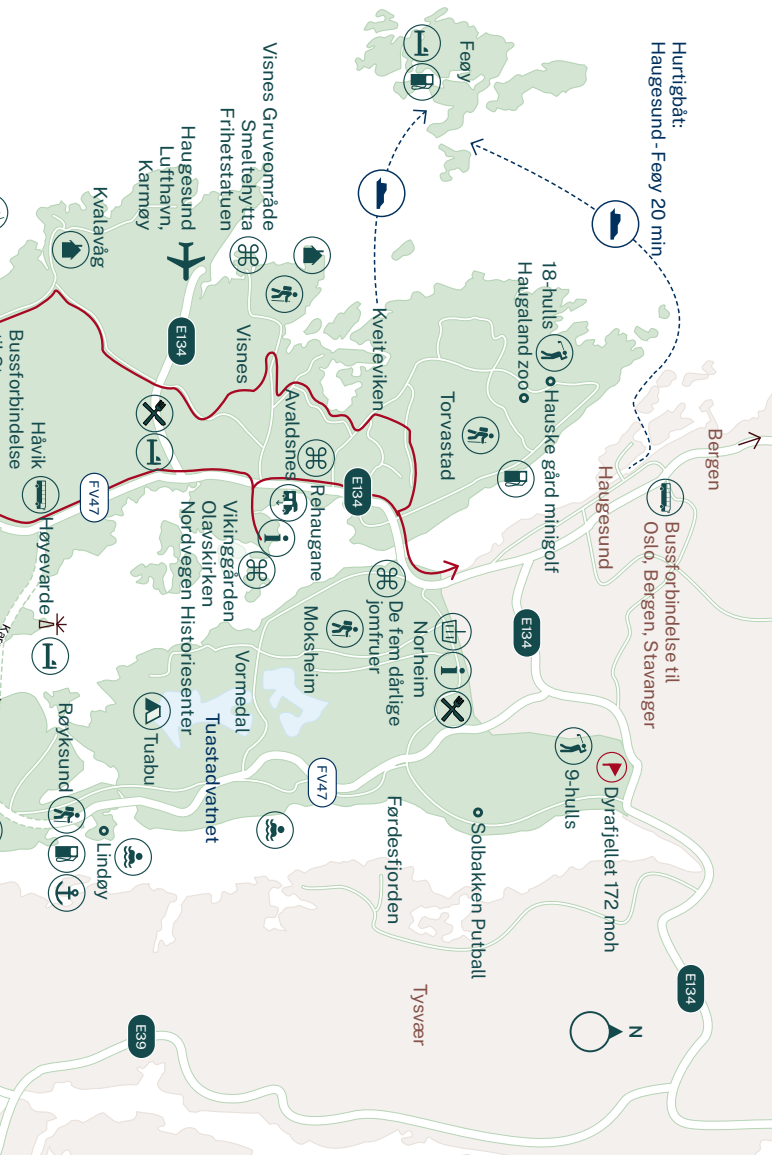 Hurtigbåt:
Haugesund - Feøy 20 min
Bergen
Bussforbindelse til
Oslo, Bergen, Stavanger
Haugesund
N
E134
Dyrafjellet 172 moh
9-hulls
18-hulls
Haugaland zoo
Hauske gård minigolf
E134
Feøy
Torvastad
Solbakken Putball
Norheim
Tysvær
De fem dårlige
jomfruer
Førdesfjorden
Kveiteviken
E134
FV47
Rehaugane
Moksheim
Avaldsnes
Visnes Gruveområde
Smeltehytta
Frihetstatuen
Visnes
Vikinggården
Olavskirken
Nordvegen Historiesenter
Vormedal
Tuastadvatnet
Haugesund
Lufthavn,
Karmøy
E134
Tuabu
E39
Kvalavåg
FV47
Lindøy
Røyksund
Håvik
Høyevarde
Bussforbindelse